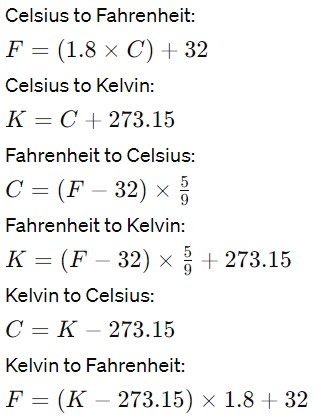 Celsius to Fahrenheit:
F = (1.8 × C) + 32
Celsius to Kelvin:
K = C + 273.15
Fahrenheit to Celsius:
C = (F − 32) × 5/9
Fahrenheit to Kelvin:
K = (F − 32) × 5/9 + 273.15
Kelvin to Celsius:
C = K − 273.15
Kelvin to Fahrenheit:
F = (K − 273.15) × 1.8 + 32